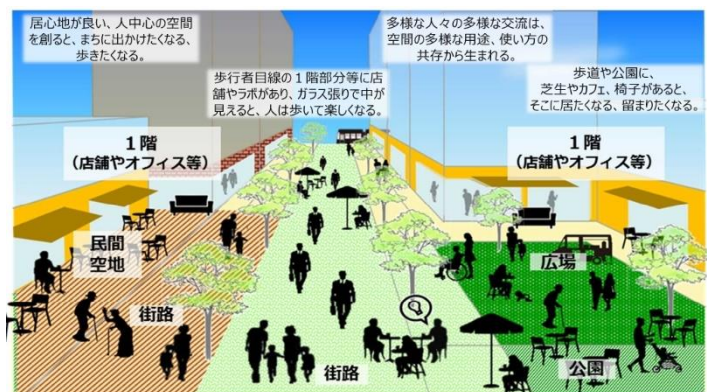 居心地が良い、人中心の空間
を創ると、まちに出かけたくなる、
歩きたくなる。
多様な人々の多様な交流は、
空間の多様な用途、使い方の
共存から生まれる。
歩行者目線の１階部分等に店
舗やラボがあり、ガラス張りで中が
見えると、人は歩いて楽しくなる。
歩道や公園に、
芝生やカフェ、椅子があると、
そこに居たくなる、留まりたくなる。
１階
（店舗やオフィス等）
１階
（店舗やオフィス等）
民間
空地
広場
街路
街路
公園